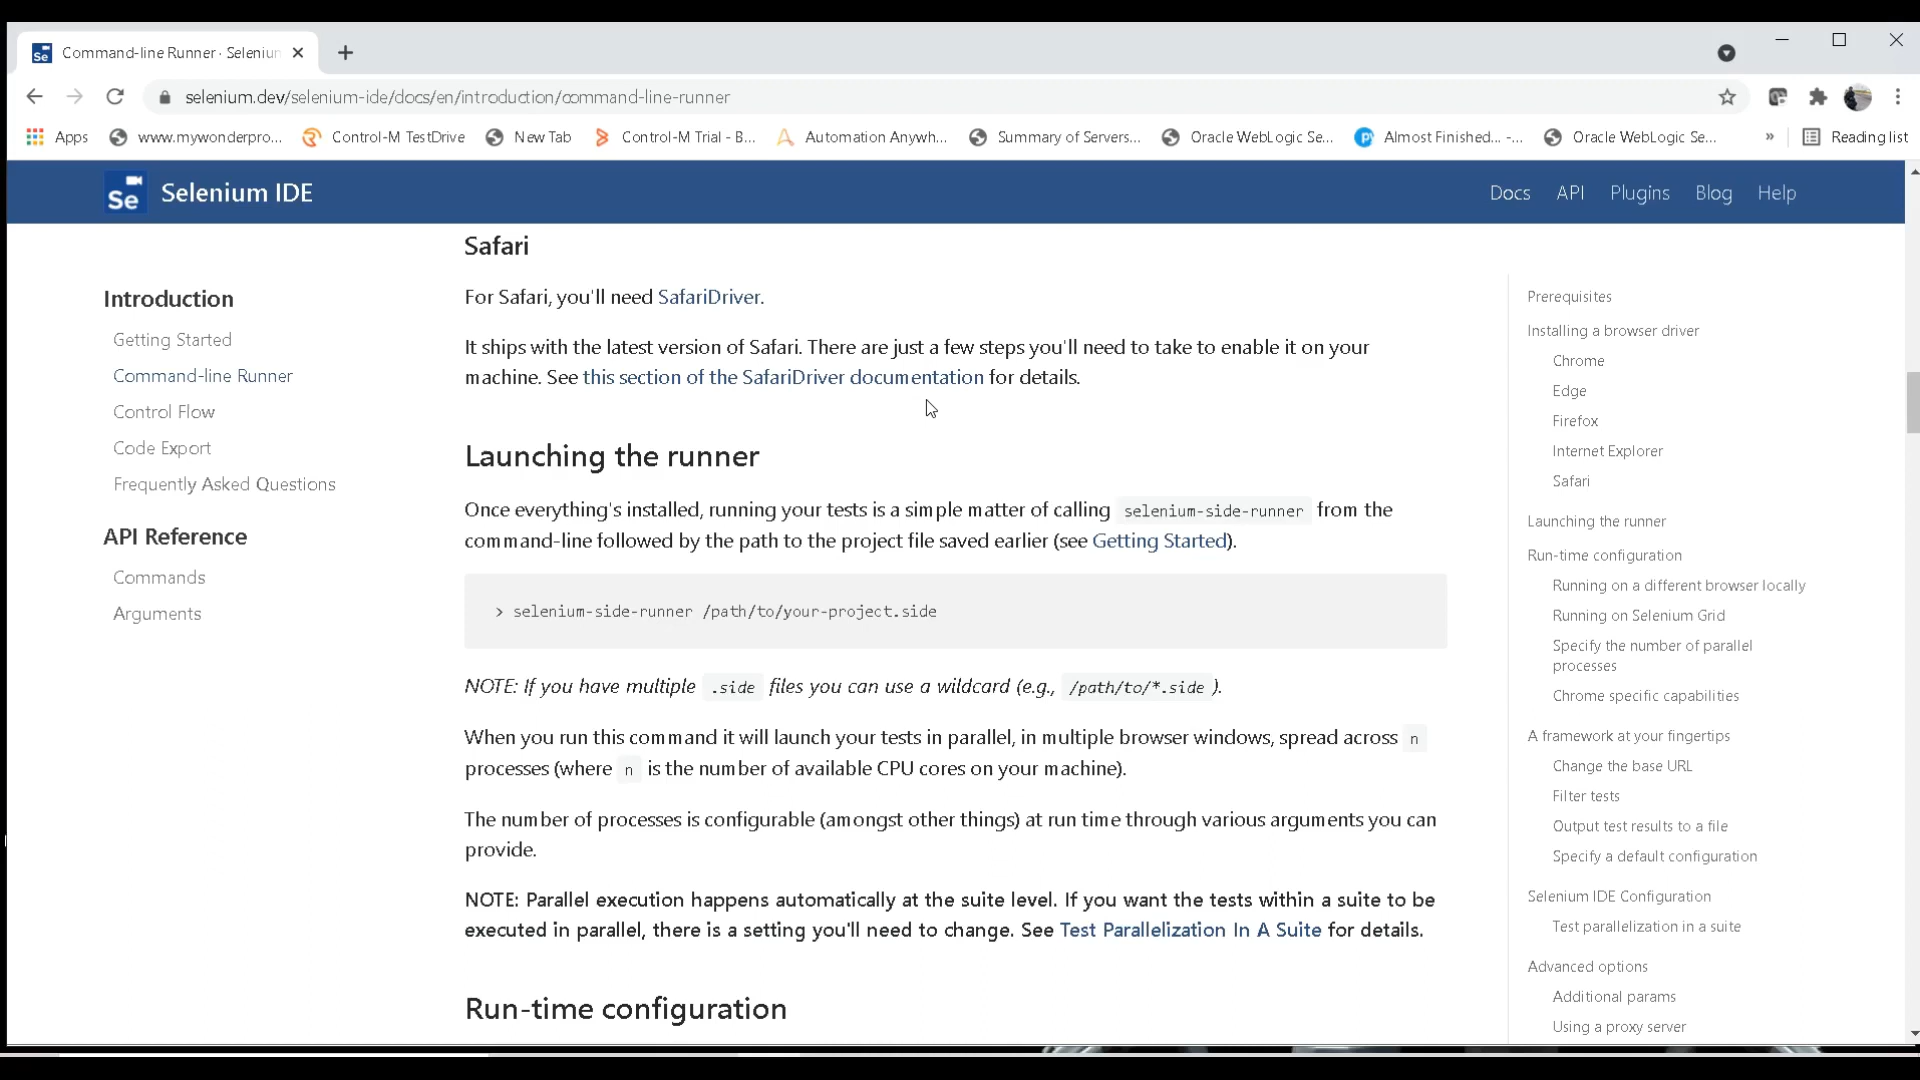 Se Command-line Runner · Selenium
selenium.dev/selenium-ide/docs/en/introduction/command-line-runner
Apps www.mywonderpro... Control-M TestDrive New Tab Control-M Trial - B... Automation Anywh... Summary of Servers... Oracle WebLogic Se... Almost Finished... -... Oracle WebLogic Se... » Reading list
Se Selenium IDE Docs API Plugins Blog Help
Introduction
Getting Started
Command-line Runner
Control Flow
Code Export
Frequently Asked Questions
API Reference
Commands
Arguments
Safari
For Safari, you'll need SafariDriver.
It ships with the latest version of Safari. There are just a few steps you'll need to take to enable it on your
machine. See this section of the SafariDriver documentation for details.
Launching the runner
Once everything's installed, running your tests is a simple matter of calling selenium-side-runner from the
command-line followed by the path to the project file saved earlier (see Getting Started).
> selenium-side-runner /path/to/your-project.side
NOTE: If you have multiple .side files you can use a wildcard (e.g., /path/to/*.side ).
When you run this command it will launch your tests in parallel, in multiple browser windows, spread across n
processes (where n is the number of available CPU cores on your machine).
The number of processes is configurable (amongst other things) at run time through various arguments you can
provide.
NOTE: Parallel execution happens automatically at the suite level. If you want the tests within a suite to be
executed in parallel, there is a setting you'll need to change. See Test Parallelization In A Suite for details.
Run-time configuration
Prerequisites
Installing a browser driver
Chrome
Edge
Firefox
Internet Explorer
Safari
Launching the runner
Run-time configuration
Running on a different browser locally
Running on Selenium Grid
Specify the number of parallel
processes
Chrome specific capabilities
A framework at your fingertips
Change the base URL
Filter tests
Output test results to a file
Specify a default configuration
Selenium IDE Configuration
Test parallelization in a suite
Advanced options
Additional params
Using a proxy server